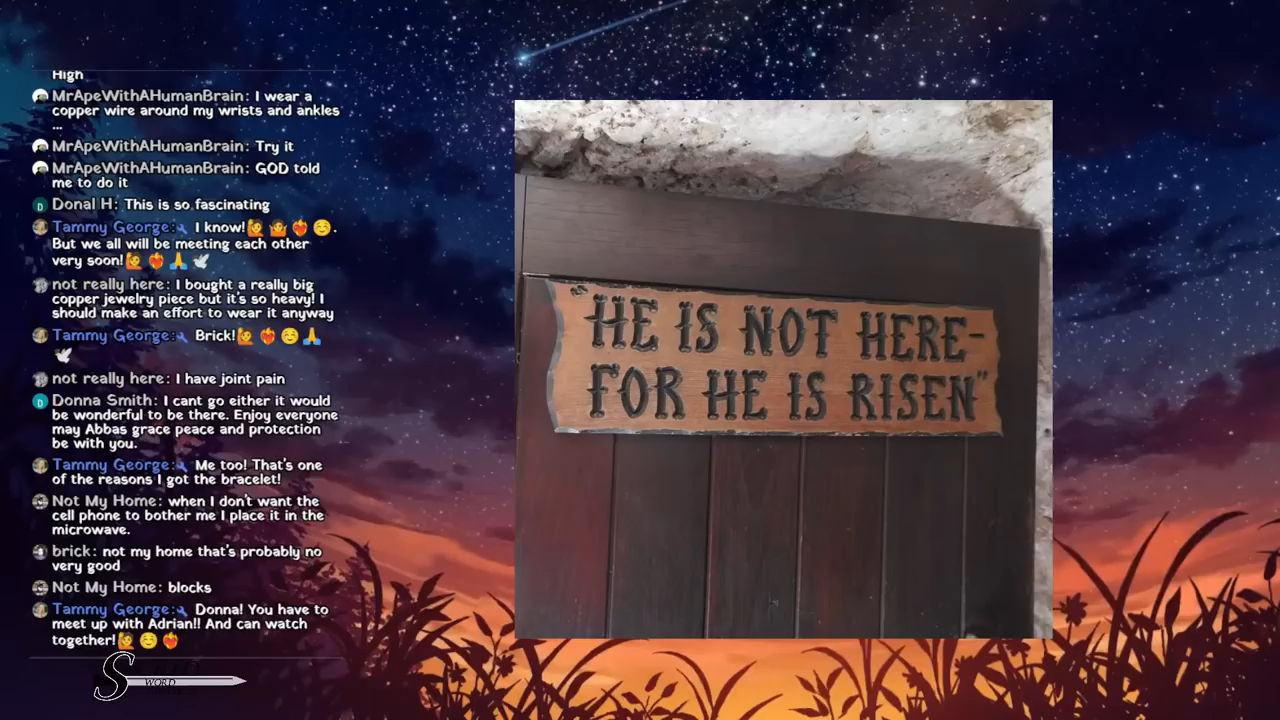 High
MrApeWithAHumanBrain: I wear a
copper wire around my wrists and ankles
...
MrApeWithAHumanBrain: Try it
MrApeWithAHumanBrain: GOD told
me to do it
D Donal H: This is so fascinating
Tammy George: I know!🙋🤷❤️‍🔥☺️.
But we all will be meeting each other
very soon!🙋❤️‍🔥🙏🕊️
not really here: I bought a really big
copper jewelry piece but it's so heavy! I
should make an effort to wear it anyway
Tammy George: Brick!🙋❤️‍🔥☺️🙏
🕊️
not really here: I have joint pain
D Donna Smith: I cant go either it would
be wonderful to be there. Enjoy everyone
may Abbas grace peace and protection
be with you.
Tammy George: Me too! That's one
of the reasons I got the bracelet!
Not My Home: when I don't want the
cell phone to bother me I place it in the
microwave.
brick: not my home that's probably no
very good
Not My Home: blocks
Tammy George: Donna! You have to
meet up with Adrian!! And can watch
together!🙋☺️❤️‍🔥
S WORD
"HE IS NOT HERE-
FOR HE IS RISEN"